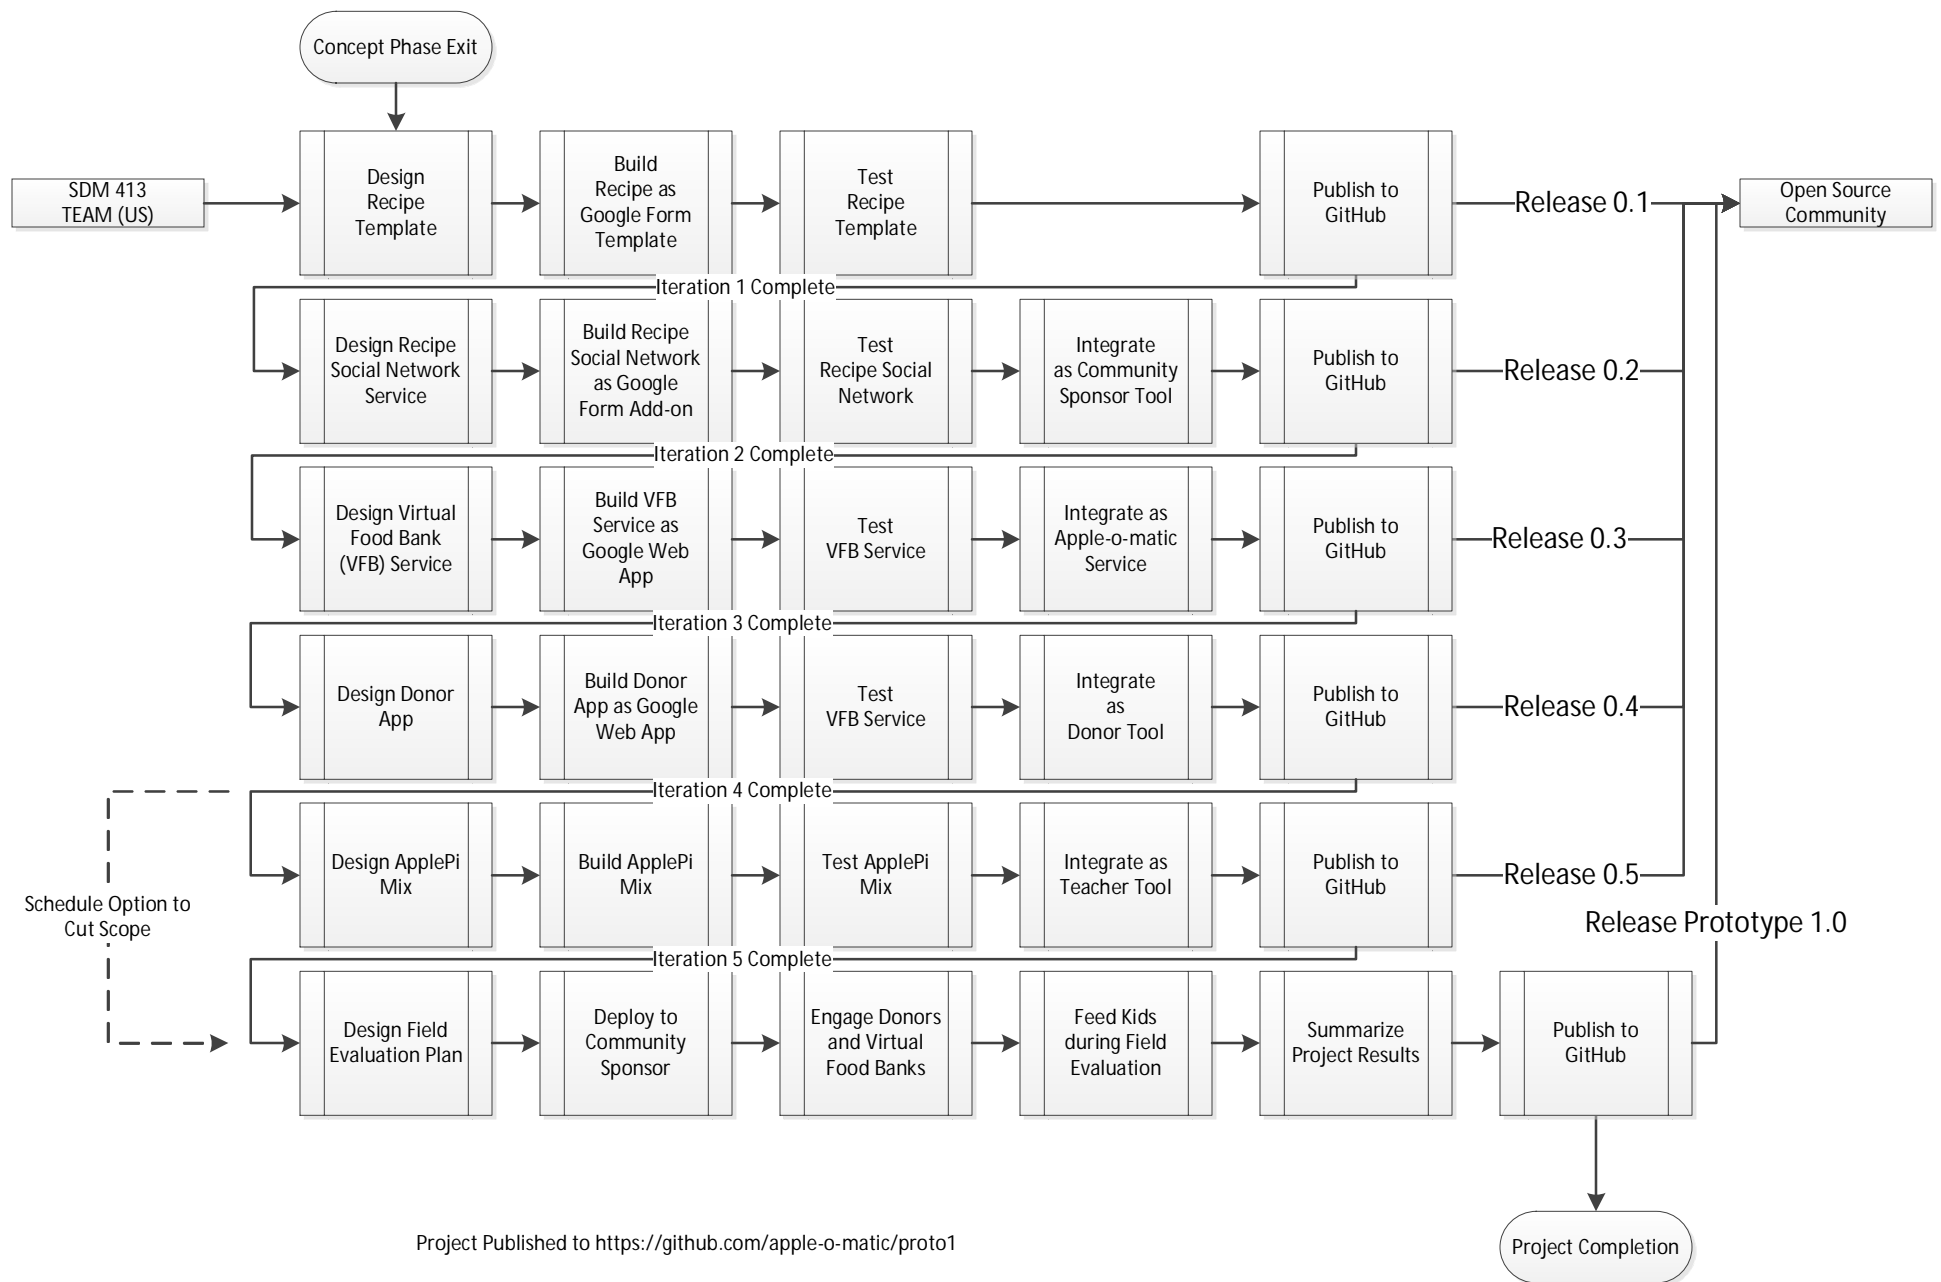 Concept Phase Exit
SDM 413
TEAM (US)
Design
Recipe
Template
Build
Recipe as
Google Form
Template
Test
Recipe
Template
Publish to
GitHub
Release 0.1
Open Source
Community
Iteration 1 Complete
Design Recipe
Social Network
Service
Build Recipe
Social Network
as Google
Form Add-on
Test
Recipe Social
Network
Integrate
as Community
Sponsor Tool
Publish to
GitHub
Release 0.2
Iteration 2 Complete
Design Virtual
Food Bank
(VFB) Service
Build VFB
Service as
Google Web
App
Test
VFB Service
Integrate as
Apple-o-matic
Service
Publish to
GitHub
Release 0.3
Iteration 3 Complete
Design Donor
App
Build Donor
App as Google
Web App
Test
VFB Service
Integrate
as
Donor Tool
Publish to
GitHub
Release 0.4
Iteration 4 Complete
Schedule Option to
Cut Scope
Design ApplePi
Mix
Build ApplePi
Mix
Test ApplePi
Mix
Integrate as
Teacher Tool
Publish to
GitHub
Release 0.5
Release Prototype 1.0
Iteration 5 Complete
Design Field
Evaluation Plan
Deploy to
Community
Sponsor
Engage Donors
and Virtual
Food Banks
Feed Kids
during Field
Evaluation
Summarize
Project Results
Publish to
GitHub
Project Published to https://github.com/apple-o-matic/proto1
Project Completion